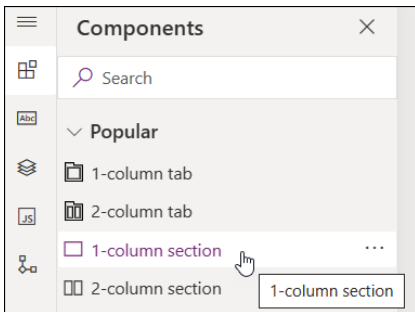 Components
Search
Abc
Popular
1-column tab
2-column tab
JS
1-column section
2-column section
1-column section